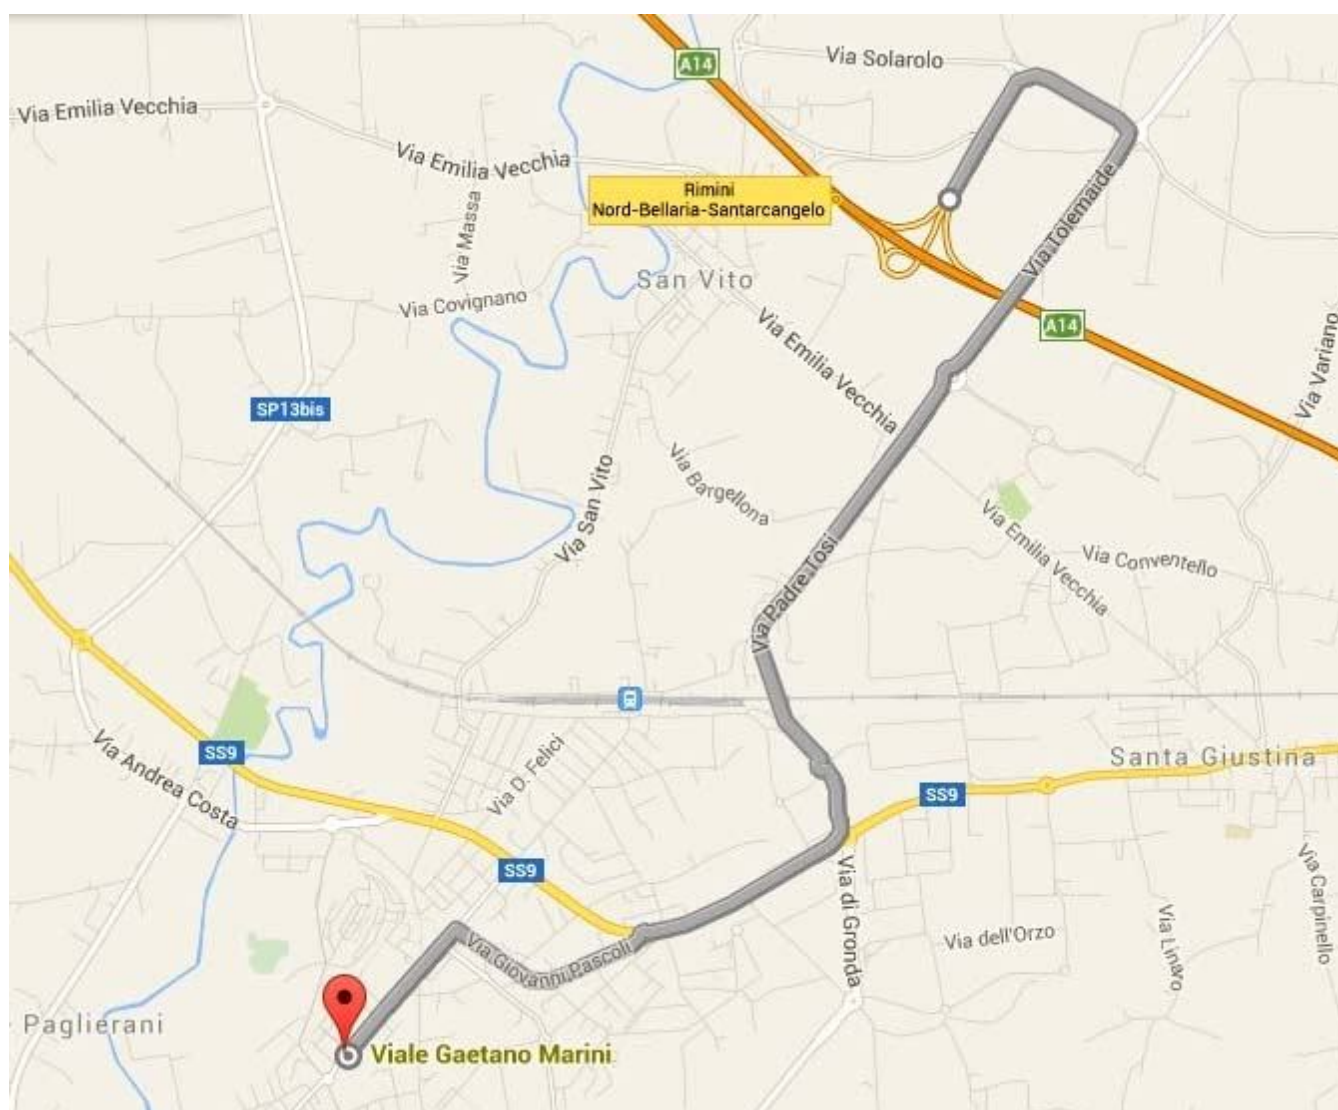 A14
Via Solarolo
Via Emilia Vecchia
Via Emilia Vecchia
Rimini
Nord-Bellaria-Santarcangelo
Via Massa
Via Tolemaide
San Vito
Via Covignano
A14
Via Emilia Vecchia
Via Variano
SP13bis
Via Bargellona
Via San Vito
Via Emilia Vecchia
Via Conventello
Via Padre Tosi
SS9
Via Andrea Costa
Via D. Felici
Santa Giustina
SS9
SS9
Via di Gronda
Via Carpinello
Via Giovanni Pascoli
Via dell'Orzo
Via Linaro
Paglierani
Viale Gaetano Marini